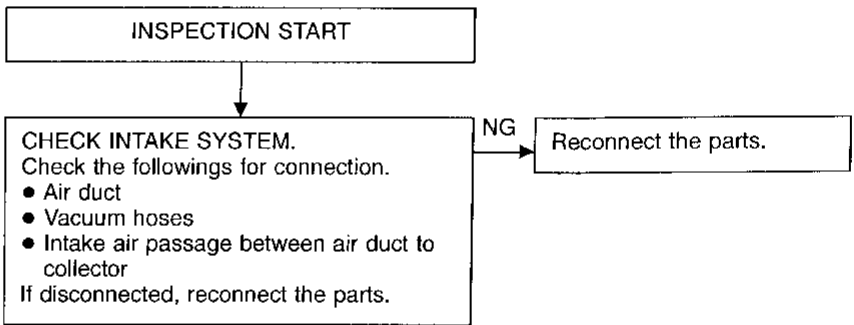 INSPECTION START
CHECK INTAKE SYSTEM.
Check the followings for connection.
● Air duct
● Vacuum hoses
● Intake air passage between air duct to
collector
If disconnected, reconnect the parts.
NG
Reconnect the parts.